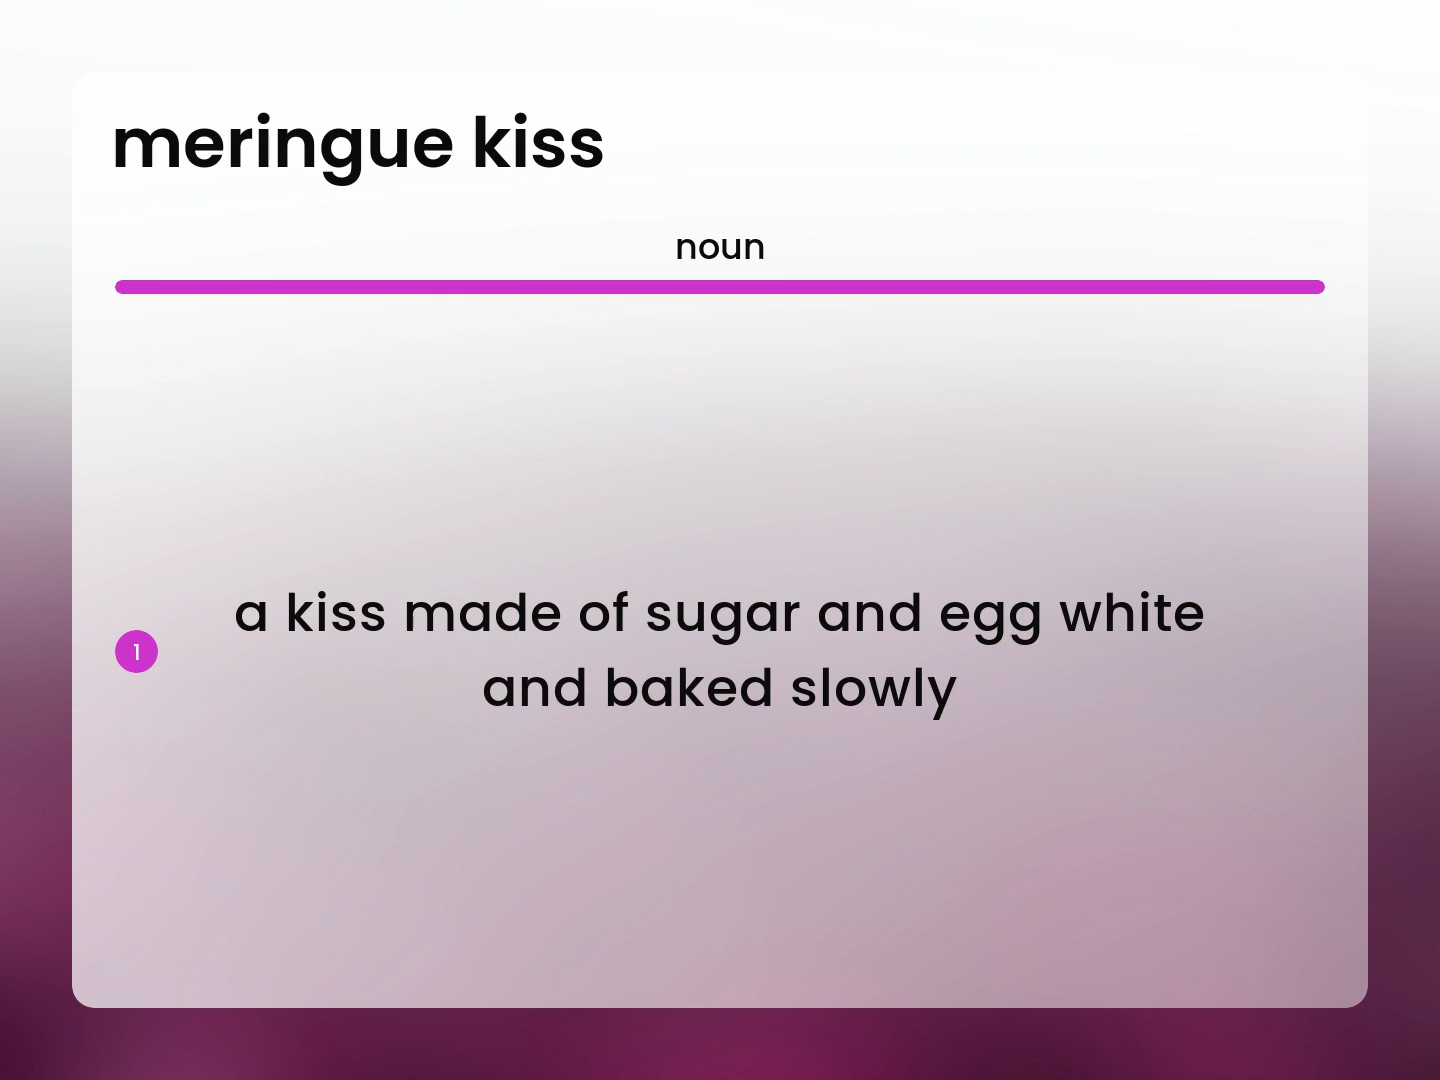 meringue kiss
noun
1
a kiss made of sugar and egg white
and baked slowly